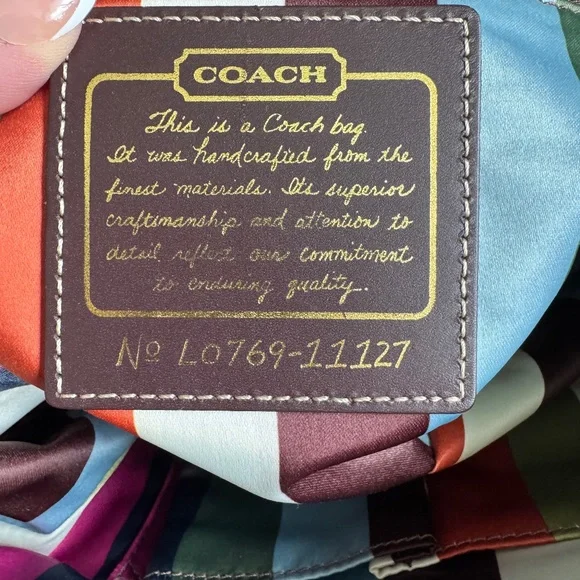 COACH
This is a Coach bag.
It was handcrafted from the
finest materials. Its superior
craftsmanship and attention to
detail reflect our commitment
to enduring quality.
No L0769-11127